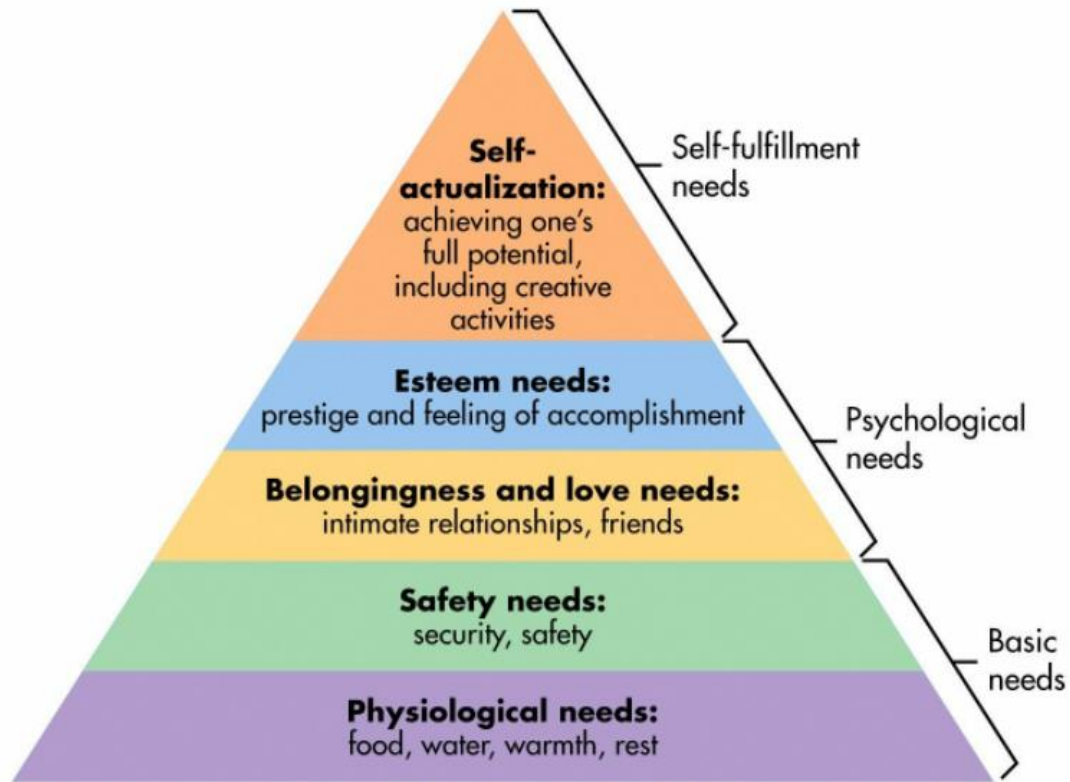 Self-
actualization:
achieving one's
full potential,
including creative
activities
Self-fulfillment
needs
Esteem needs:
prestige and feeling of accomplishment
Psychological
needs
Belongingness and love needs:
intimate relationships, friends
Safety needs:
security, safety
Basic
needs
Physiological needs:
food, water, warmth, rest